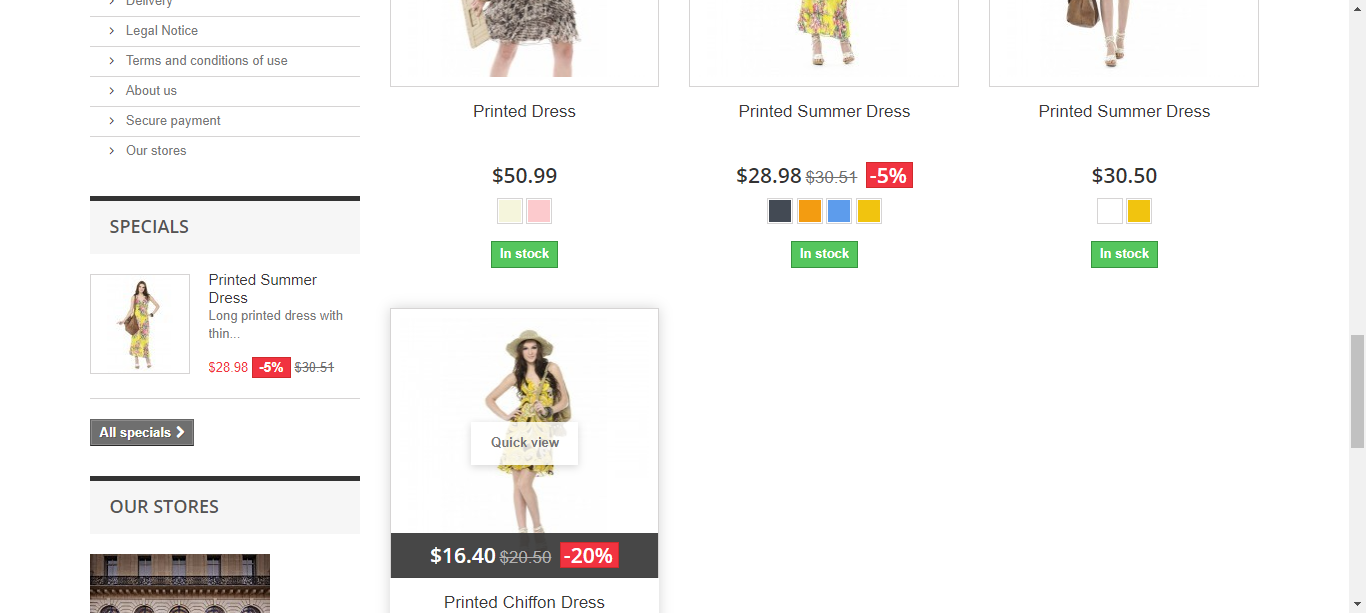 Delivery
Legal Notice
Terms and conditions of use
About us
Secure payment
Our stores
SPECIALS
Printed Summer
Dress
Long printed dress with
thin...
$28.98 -5% $30.51
All specials
OUR STORES
Printed Dress
$50.99
In stock
Printed Summer Dress
$28.98 $30.51 -5%
In stock
Printed Summer Dress
$30.50
In stock
Quick view
$16.40 $20.50 -20%
Printed Chiffon Dress